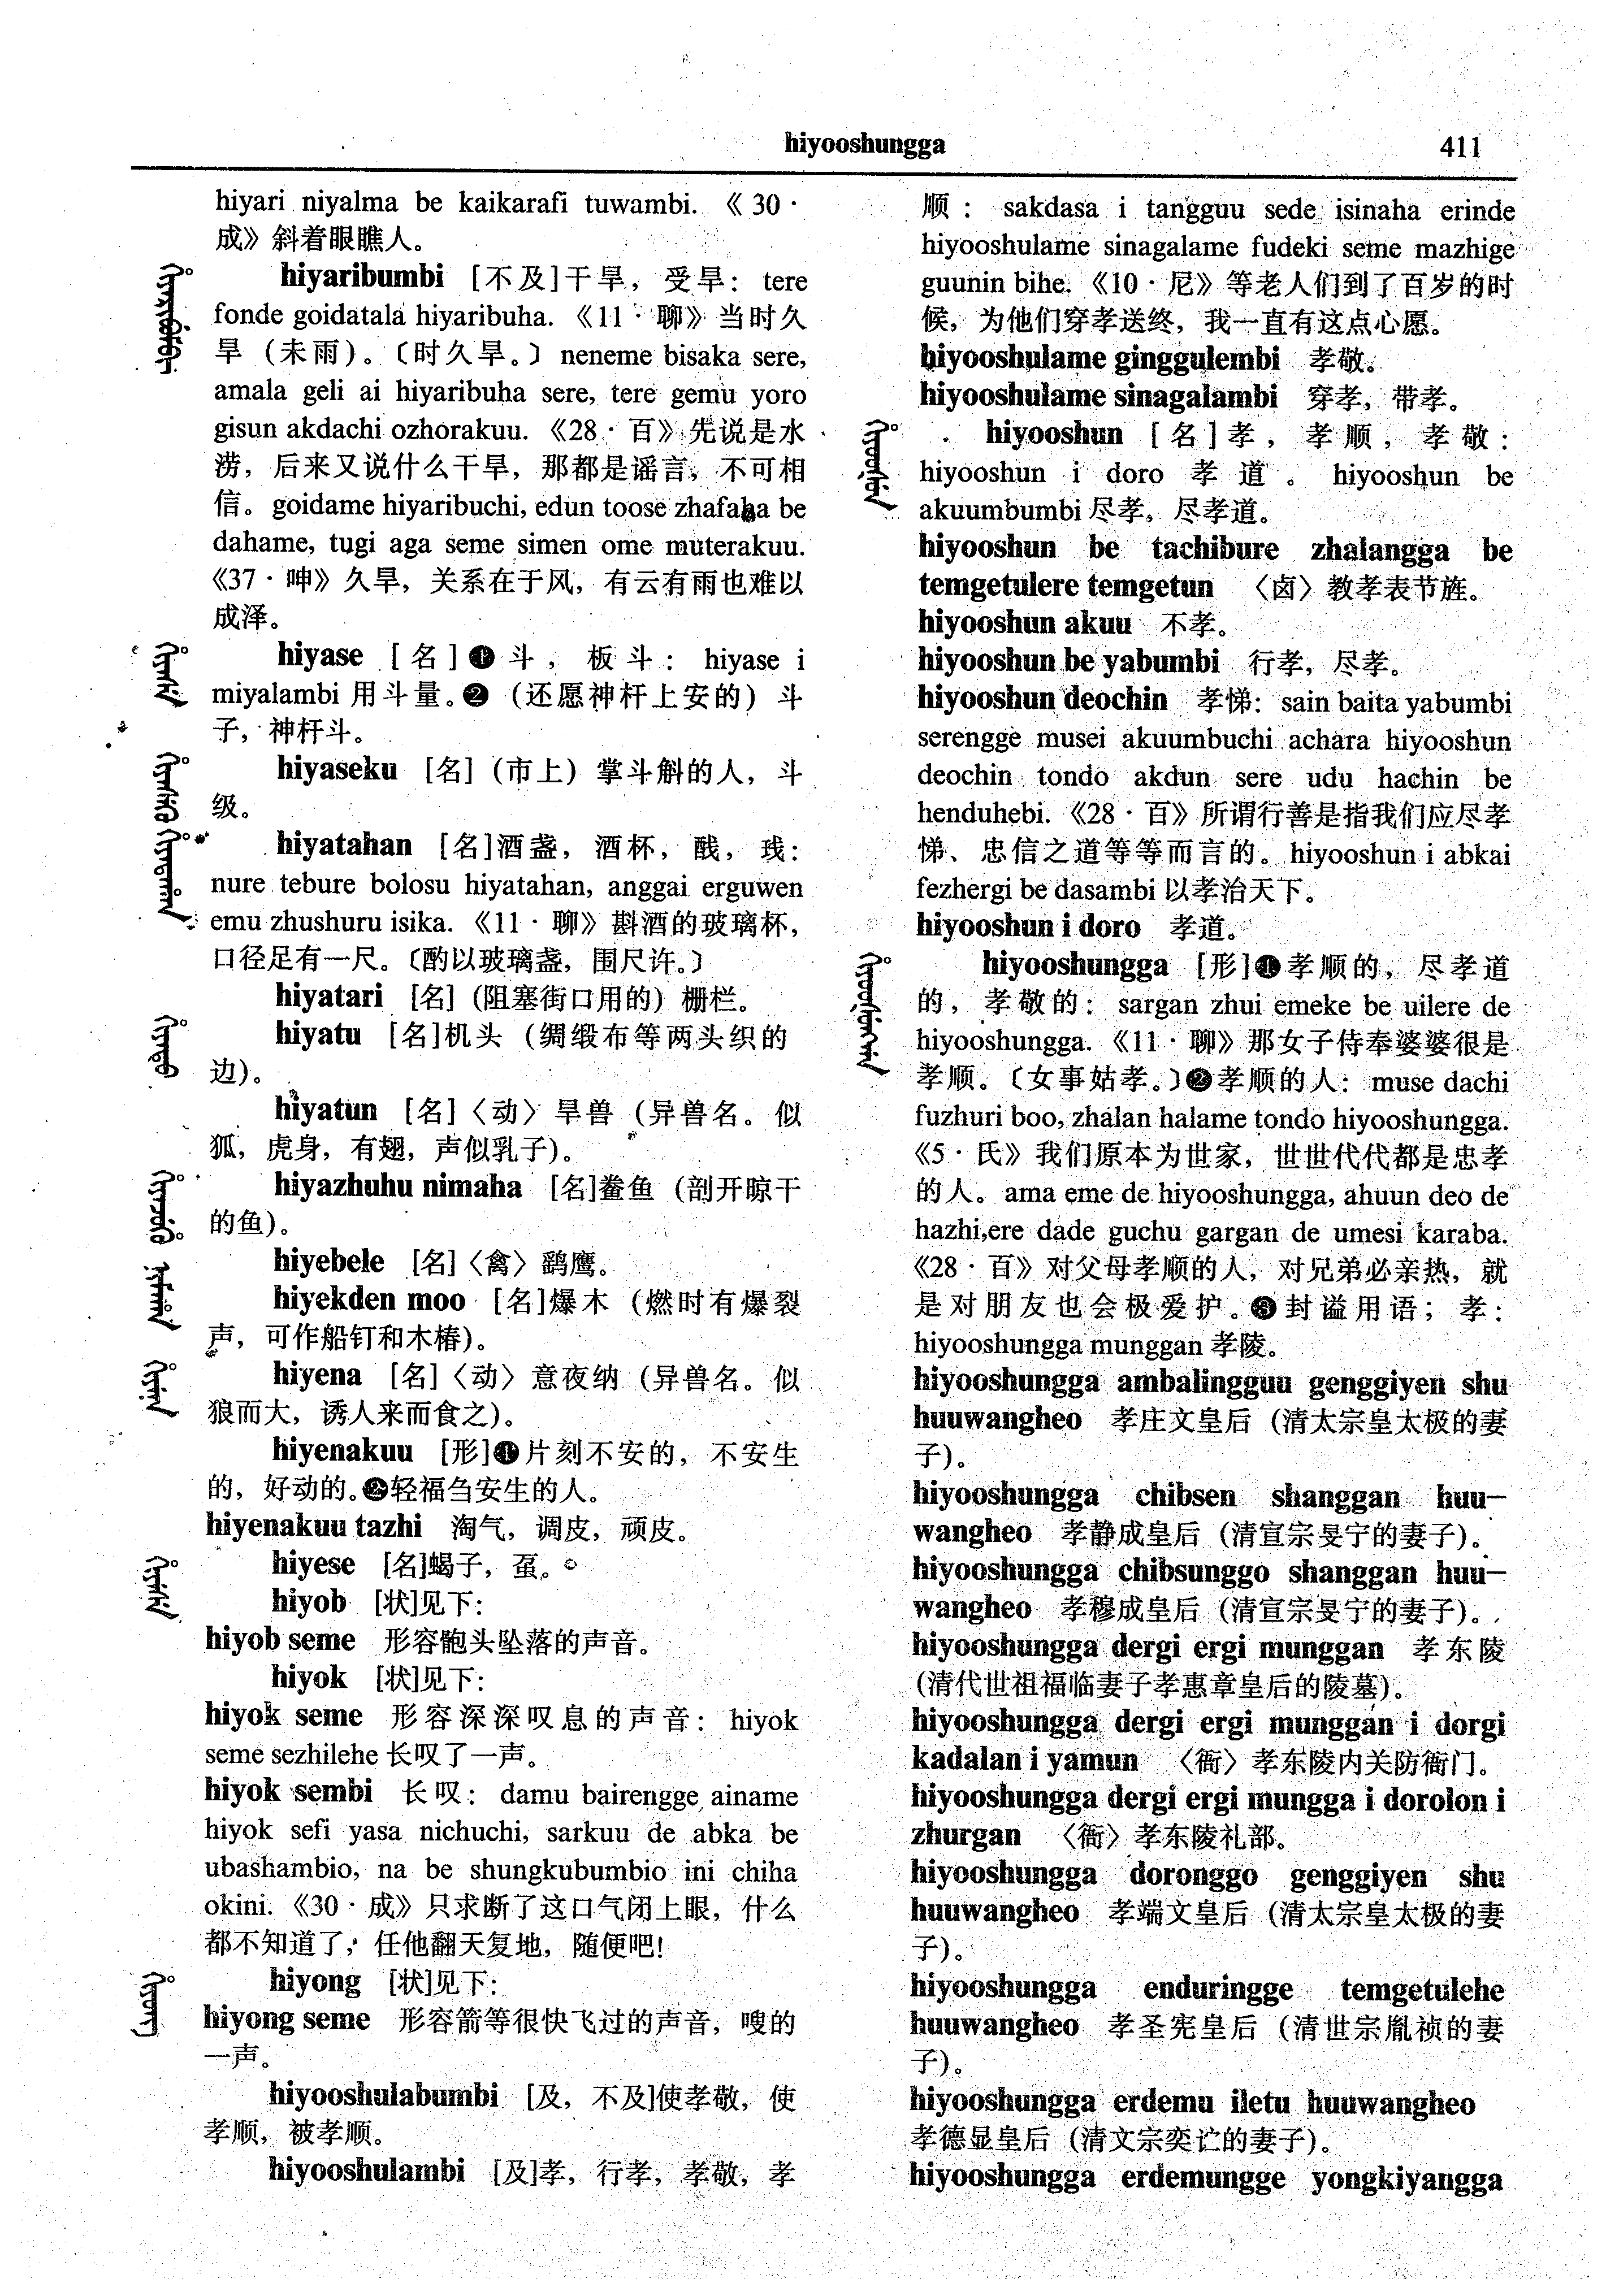 hiyooshungga
411
hiyari niyalma be kaikarafi tuwambi.《30·
成》斜着眼瞧人。
hiyaribumbi [不及]干旱，受旱：tere
fonde goidatala hiyaribuha.《11·聊》当时久
旱（未雨）。〔时久旱。〕neneme bisaka sere,
amala geli ai hiyaribuha sere, tere gemu yoro
gisun akdachi ozhorakuu.《28·百》先说是水
涝，后来又说什么干旱，那都是谣言，不可相
信。goidame hiyaribuchi, edun toose zhafaha be
dahame, tugi aga seme simen ome muterakuu.
《37·呻》久旱，关系在于风，有云有雨也难以
成泽。
hiyase [名]❶斗，板斗：hiyase i
miyalambi 用斗量。❷（还愿神杆上安的）斗
子，神杆斗。
hiyaseku [名]（市上）掌斗斛的人，斗
级。
hiyatahan [名]酒盏，酒杯，醆，琖：
nure tebure bolosu hiyatahan, anggai erguwen
emu zhushuru isika.《11·聊》斟酒的玻璃杯，
口径足有一尺。〔酌以玻璃盏，围尺许。〕
hiyatari [名]（阻塞街口用的）栅栏。
hiyatu [名]机头（绸缎布等两头织的
边）。
hiyatun [名]〈动〉旱兽（异兽名。似
狐，虎身，有翅，声似乳子）。
hiyazhuhu nimaha [名]鲞鱼（剖开晾干
的鱼）。
hiyebele [名]〈禽〉鹞鹰。
hiyekden moo [名]爆木（燃时有爆裂
声，可作船钉和木椿）。
hiyena [名]〈动〉意夜纳（异兽名。似
狼而大，诱人来而食之）。
hiyenakuu [形]❶片刻不安的，不安生
的，好动的。❷轻福刍安生的人。
hiyenakuu tazhi 淘气，调皮，顽皮。
hiyese [名]蝎子，虿。
hiyob [状]见下：
hiyob seme 形容骲头坠落的声音。
hiyok [状]见下：
hiyok seme 形容深深叹息的声音：hiyok
seme sezhilehe 长叹了一声。
hiyok sembi 长叹：damu bairengge ainame
hiyok sefi yasa nichuchi, sarkuu de abka be
ubashambio, na be shungkubumbio ini chiha
okini.《30·成》只求断了这口气闭上眼，什么
都不知道了，任他翻天复地，随便吧！
hiyong [状]见下：
hiyong seme 形容箭等很快飞过的声音，嗖的
一声。
hiyooshulabumbi [及，不及]使孝敬，使
孝顺，被孝顺。
hiyooshulambi [及]孝，行孝，孝敬，孝
顺：sakdasa i tangguu sede isinaha erinde
hiyooshulame sinagalame fudeki seme mazhige
guunin bihe.《10·尼》等老人们到了百岁的时
候，为他们穿孝送终，我一直有这点心愿。
hiyooshulame ginggulembi 孝敬。
hiyooshulame sinagalambi 穿孝，带孝。
hiyooshun [名]孝，孝顺，孝敬：
hiyooshun i doro 孝道。hiyooshun be
akuumbumbi 尽孝，尽孝道。
hiyooshun be tachibure zhalangga be
temgetulere temgetun 〈卤〉教孝表节旌。
hiyooshun akuu 不孝。
hiyooshun be yabumbi 行孝，尽孝。
hiyooshun deochin 孝悌：sain baita yabumbi
serengge musei akuumbuchi achara hiyooshun
deochin tondo akdun sere udu hachin be
henduhebi.《28·百》所谓行善是指我们应尽孝
悌、忠信之道等等而言的。hiyooshun i abkai
fezhergi be dasambi 以孝治天下。
hiyooshun i doro 孝道。
hiyooshungga [形]❶孝顺的，尽孝道
的，孝敬的：sargan zhui emeke be uilere de
hiyooshungga.《11·聊》那女子侍奉婆婆很是
孝顺。〔女事姑孝。〕❷孝顺的人：muse dachi
fuzhuri boo, zhalan halame tondo hiyooshungga.
《5·氏》我们原本为世家，世世代代都是忠孝
的人。ama eme de hiyooshungga, ahuun deo de
hazhi,ere dade guchu gargan de umesi karaba.
《28·百》对父母孝顺的人，对兄弟必亲热，就
是对朋友也会极爱护。❸封谥用语；孝：
hiyooshungga munggan 孝陵。
hiyooshungga ambalingguu genggiyen shu
huuwangheo 孝庄文皇后（清太宗皇太极的妻
子）。
hiyooshungga chibsen shanggan huu-
wangheo 孝静成皇后（清宣宗旻宁的妻子）。
hiyooshungga chibsunggo shanggan huu-
wangheo 孝穆成皇后（清宣宗旻宁的妻子）。
hiyooshungga dergi ergi munggan 孝东陵
（清代世祖福临妻子孝惠章皇后的陵墓）。
hiyooshungga dergi ergi munggan i dorgi
kadalan i yamun 〈衙〉孝东陵内关防衙门。
hiyooshungga dergi ergi mungga i dorolon i
zhurgan 〈衙〉孝东陵礼部。
hiyooshungga doronggo genggiyen shu
huuwangheo 孝端文皇后（清太宗皇太极的妻
子）。
hiyooshungga enduringge temgetulehe
huuwangheo 孝圣宪皇后（清世宗胤祯的妻
子）。
hiyooshungga erdemu iletu huuwangheo
孝德显皇后（清文宗奕讠的妻子）。
hiyooshungga erdemungge yongkiyangga